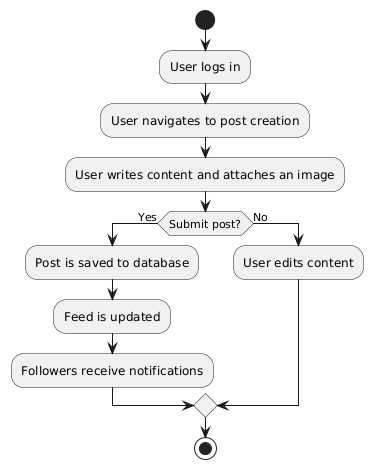 User logs in
User navigates to post creation
User writes content and attaches an image
Yes
Submit post?
No
Post is saved to database
User edits content
Feed is updated
Followers receive notifications